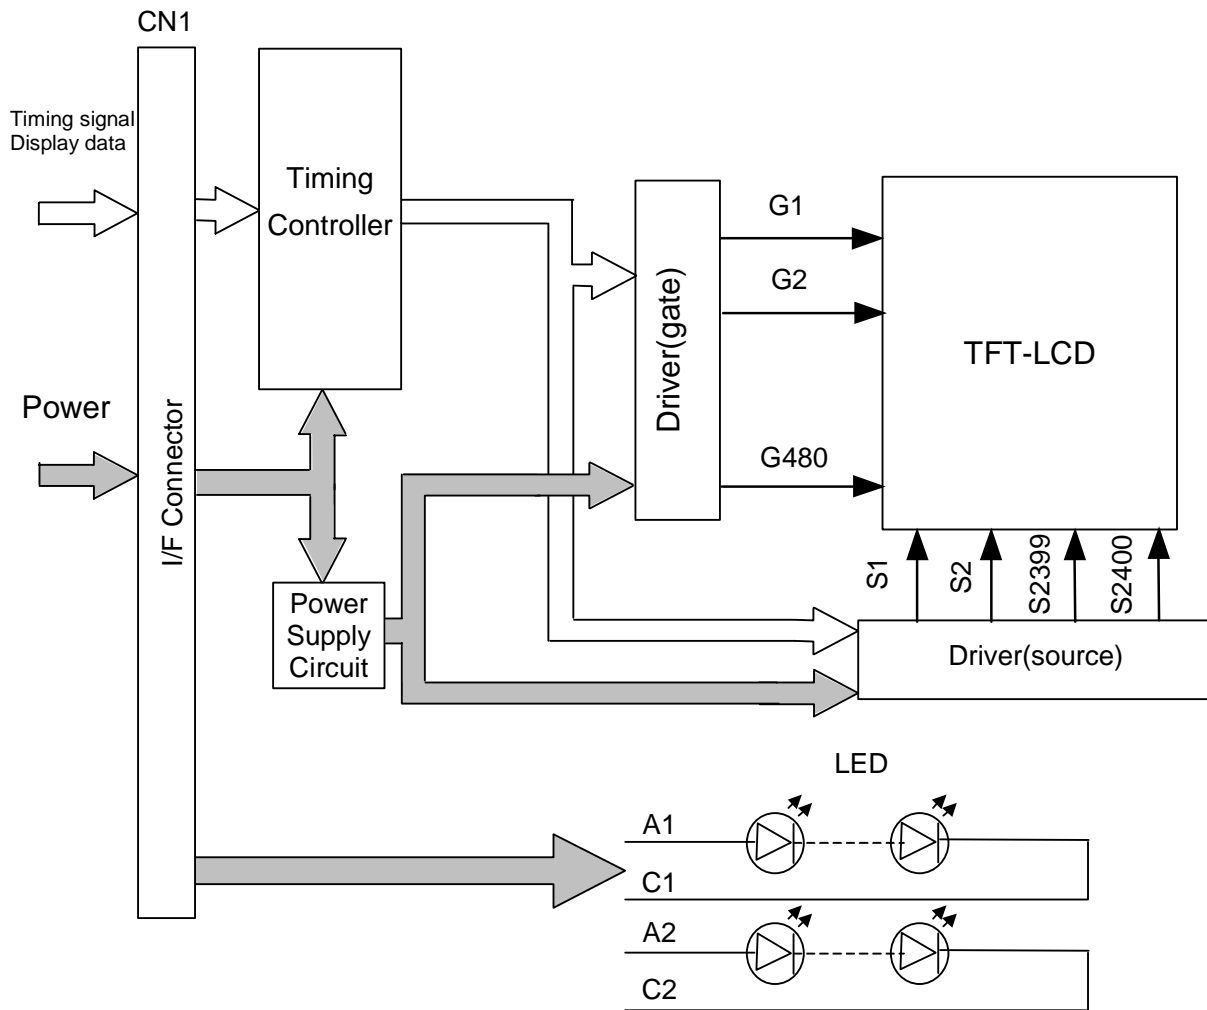 CN1
Timing signal
Display data
Timing
Controller
Power
I/F Connector
Driver(gate)
G1
G2
G480
TFT-LCD
S1
S2
S2399
S2400
Power
Supply
Circuit
Driver(source)
LED
A1
C1
A2
C2